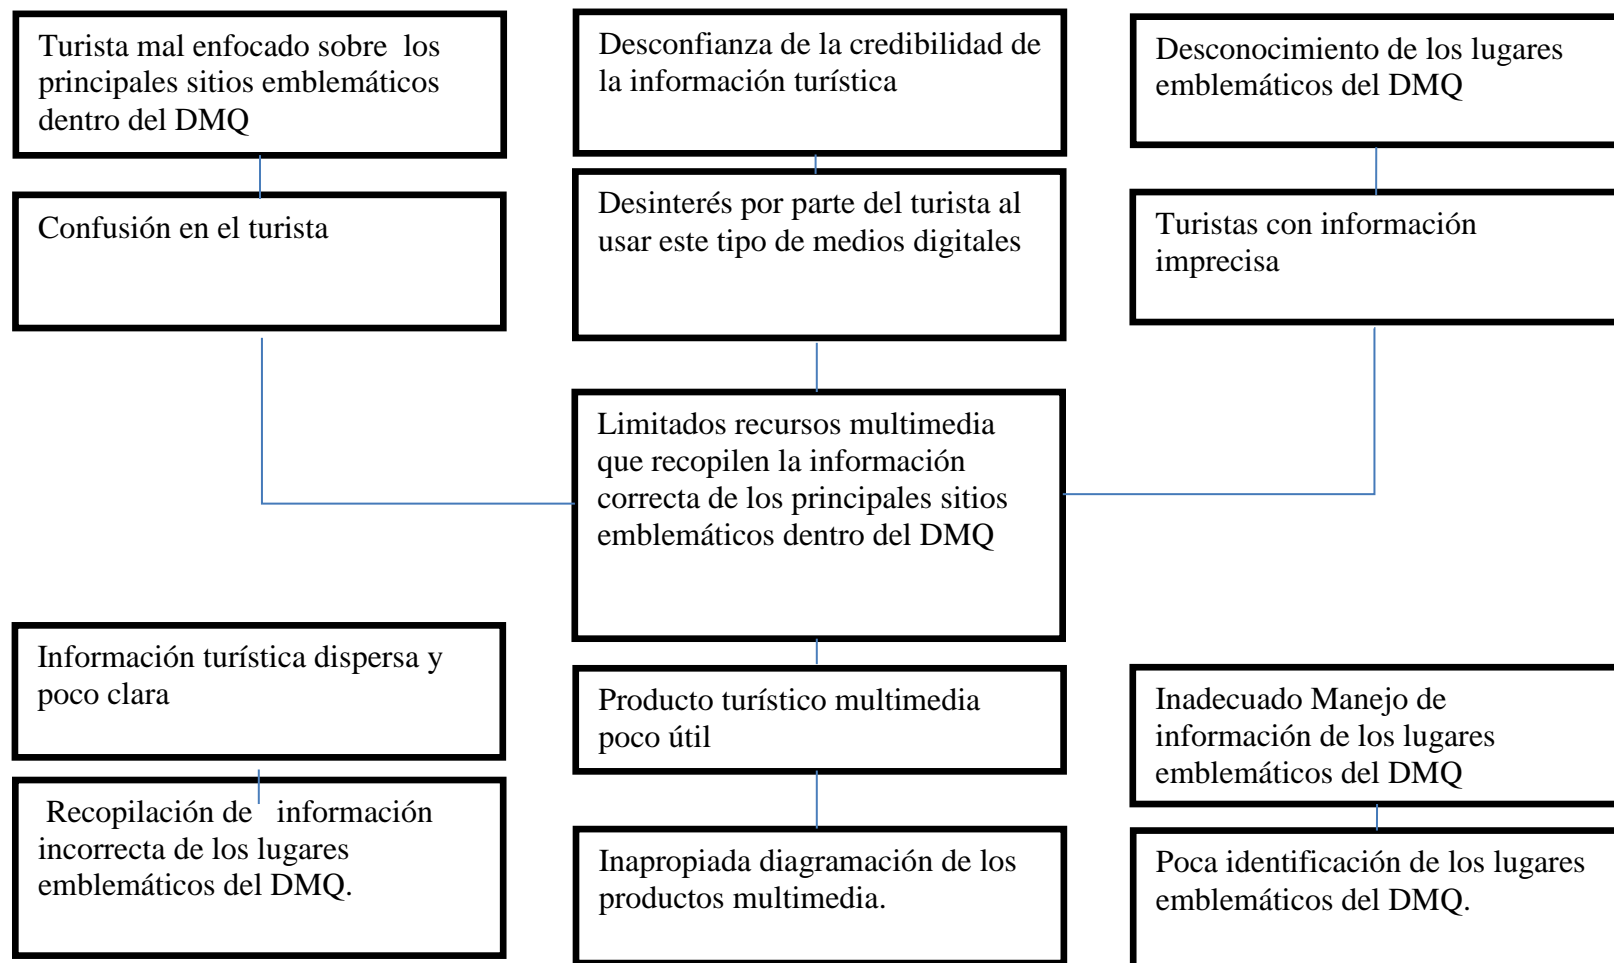 Turista mal enfocado sobre los
principales sitios emblemáticos
dentro del DMQ
Desconfianza de la credibilidad de
la información turística
Desconocimiento de los lugares
emblemáticos del DMQ
Confusión en el turista
Desinterés por parte del turista al
usar este tipo de medios digitales
Turistas con información
imprecisa
Limitados recursos multimedia
que recopilen la información
correcta de los principales sitios
emblemáticos dentro del DMQ
Información turística dispersa y
poco clara
Producto turístico multimedia
poco útil
Inadecuado Manejo de
información de los lugares
emblemáticos del DMQ
Recopilación de información
incorrecta de los lugares
emblemáticos del DMQ.
Inapropiada diagramación de los
productos multimedia.
Poca identificación de los lugares
emblemáticos del DMQ.